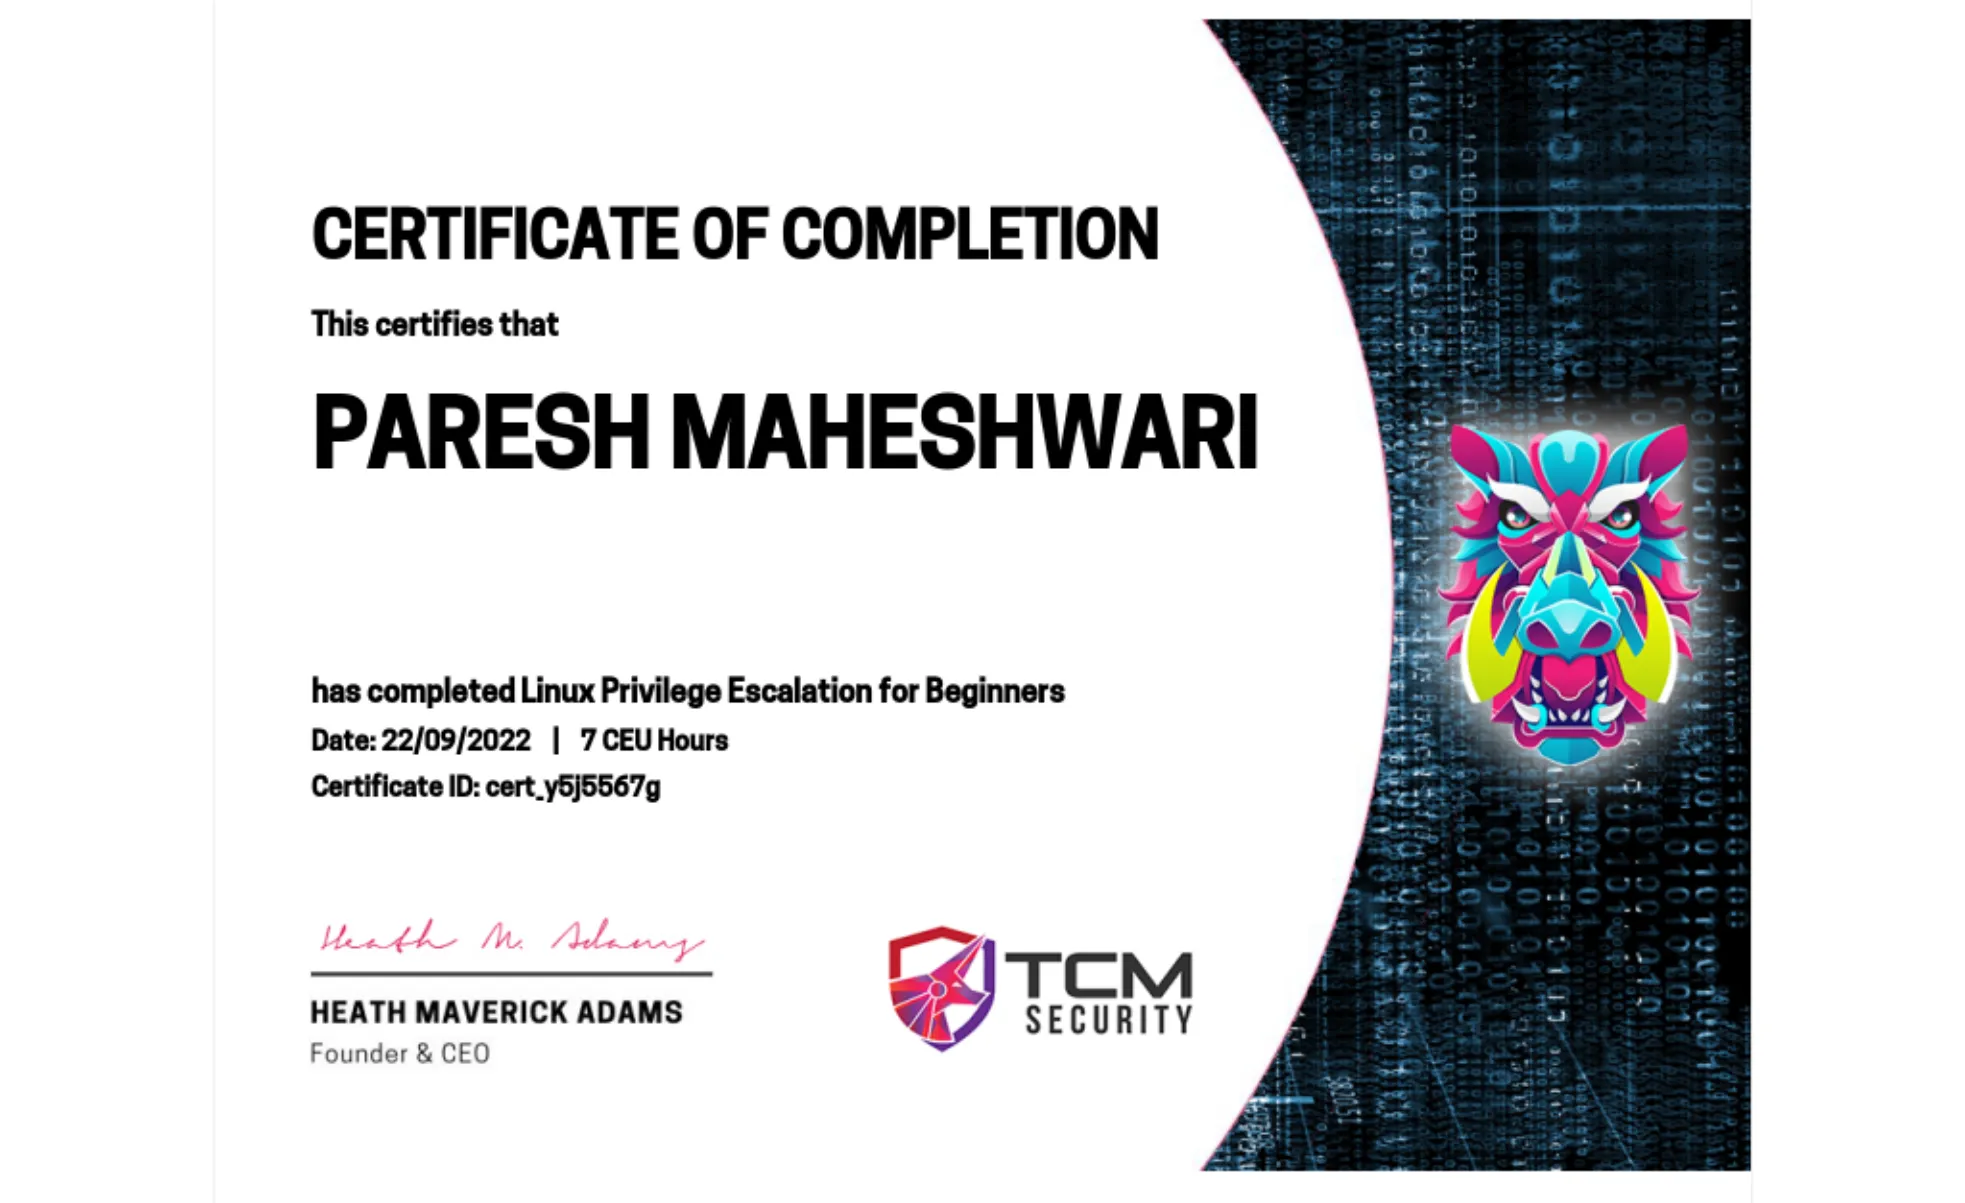 CERTIFICATE OF COMPLETION
This certifies that
PARESH MAHESHWARI
has completed Linux Privilege Escalation for Beginners
Date: 22/09/2022 | 7 CEU Hours
Certificate ID: cert_y5j5567g
Heath M. Adams
HEATH MAVERICK ADAMS
Founder & CEO
TCM
SECURITY